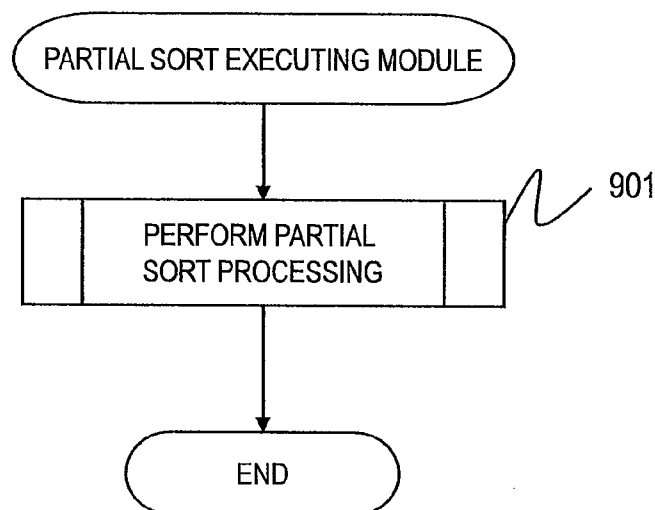 PARTIAL SORT EXECUTING MODULE
901
PERFORM PARTIAL
SORT PROCESSING
END